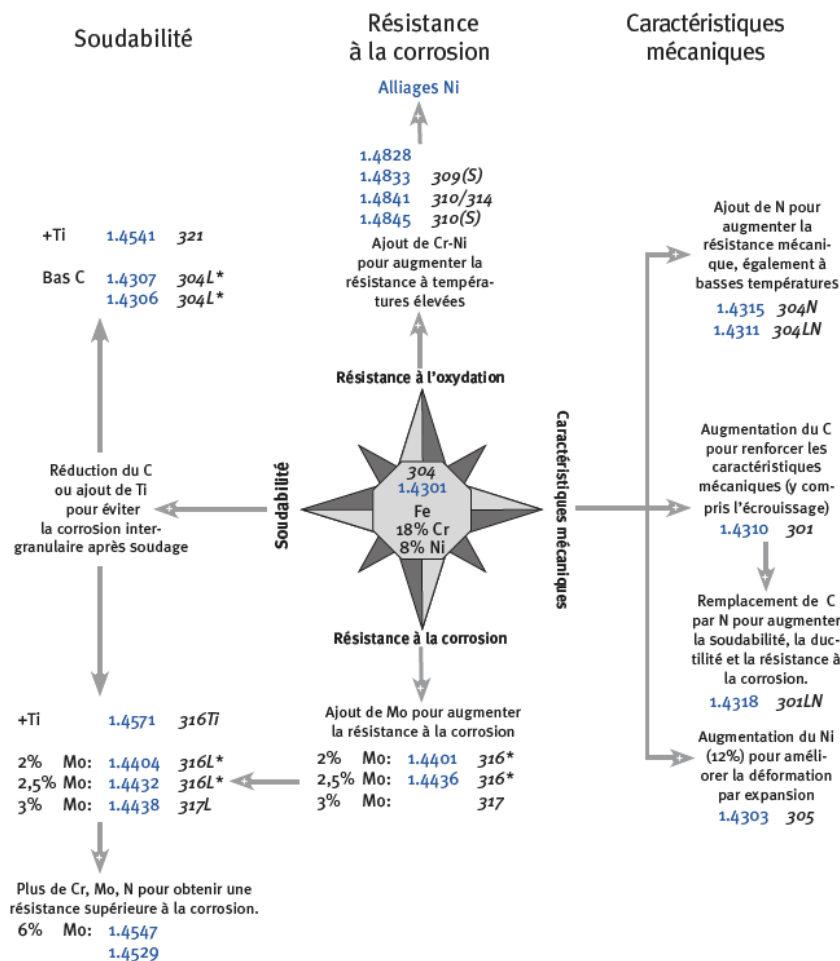 Soudabilité
Résistance
à la corrosion
Caractéristiques
mécaniques
Alliages Ni
1.4828
1.4833 309(S)
1.4841 310/314
1.4845 310(S)
Ajout de Cr-Ni
pour augmenter la
résistance à tempéra-
tures élevées
Résistance à l'oxydation
+Ti 1.4541 321
Bas C 1.4307 304L*
1.4306 304L*
Réduction du C
ou ajout de Ti
pour éviter
la corrosion inter-
granulaire après soudage
Soudabilité
304
1.4301
Fe
18% Cr
8% Ni
Caractéristiques mécaniques
Résistance à la corrosion
Ajout de Mo pour augmenter
la résistance à la corrosion
2% Mo: 1.4401 316*
2,5% Mo: 1.4436 316*
3% Mo: 317
+Ti 1.4571 316Ti
2% Mo: 1.4404 316L*
2,5% Mo: 1.4432 316L*
3% Mo: 1.4438 317L
Plus de Cr, Mo, N pour obtenir une
résistance supérieure à la corrosion.
6% Mo: 1.4547
1.4529
Ajout de N pour
augmenter la
résistance mécani-
que, également à
basses températures
1.4315 304N
1.4311 304LN
Augmentation du C
pour renforcer les
caractéristiques
mécaniques (y com-
pris l'écrouissage)
1.4310 301
Remplacement de C
par N pour augmenter
la soudabilité, la duc-
tilité et la résistance à
la corrosion.
1.4318 301LN
Augmentation du Ni
(12%) pour améli-
orer la déformation
par expansion
1.4303 305